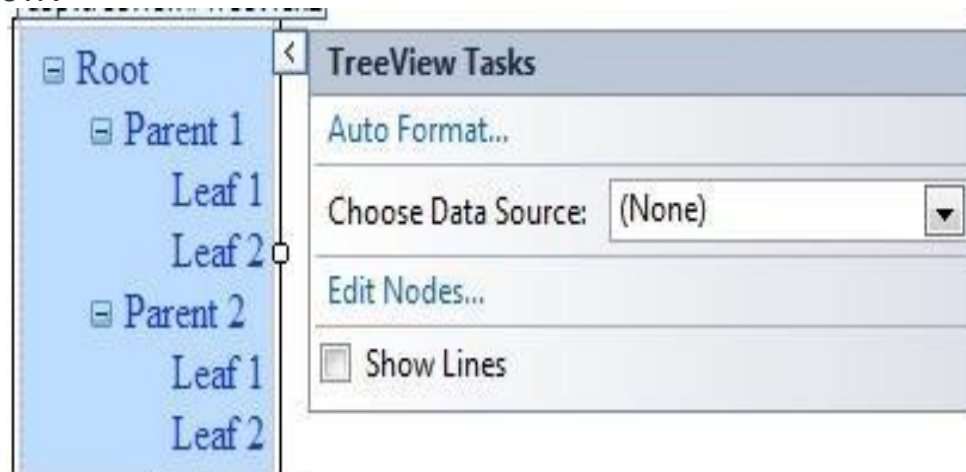 Root
Parent 1
Leaf 1
Leaf 2
Parent 2
Leaf 1
Leaf 2
TreeView Tasks
Auto Format...
Choose Data Source: (None)
Edit Nodes...
Show Lines